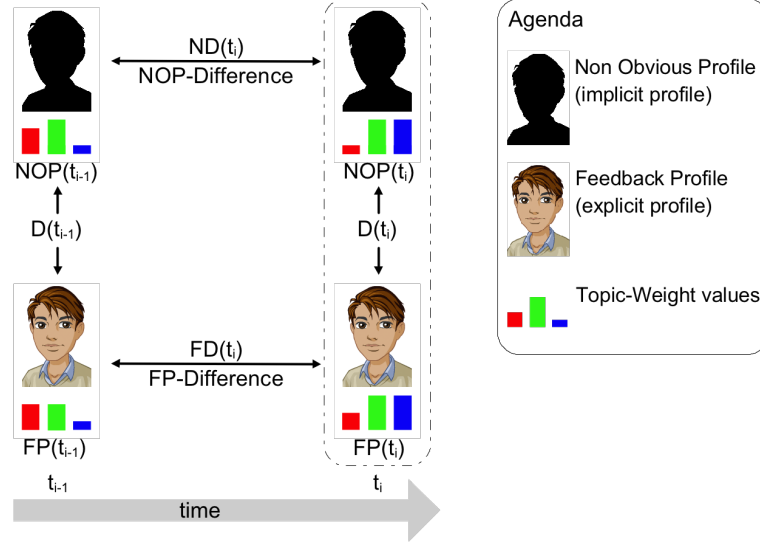 ND(tᵢ)
NOP-Difference
NOP(tᵢ₋₁)
NOP(tᵢ)
D(tᵢ₋₁)
D(tᵢ)
FD(tᵢ)
FP-Difference
FP(tᵢ₋₁)
FP(tᵢ)
tᵢ₋₁
tᵢ
time
Agenda
Non Obvious Profile
(implicit profile)
Feedback Profile
(explicit profile)
Topic-Weight values